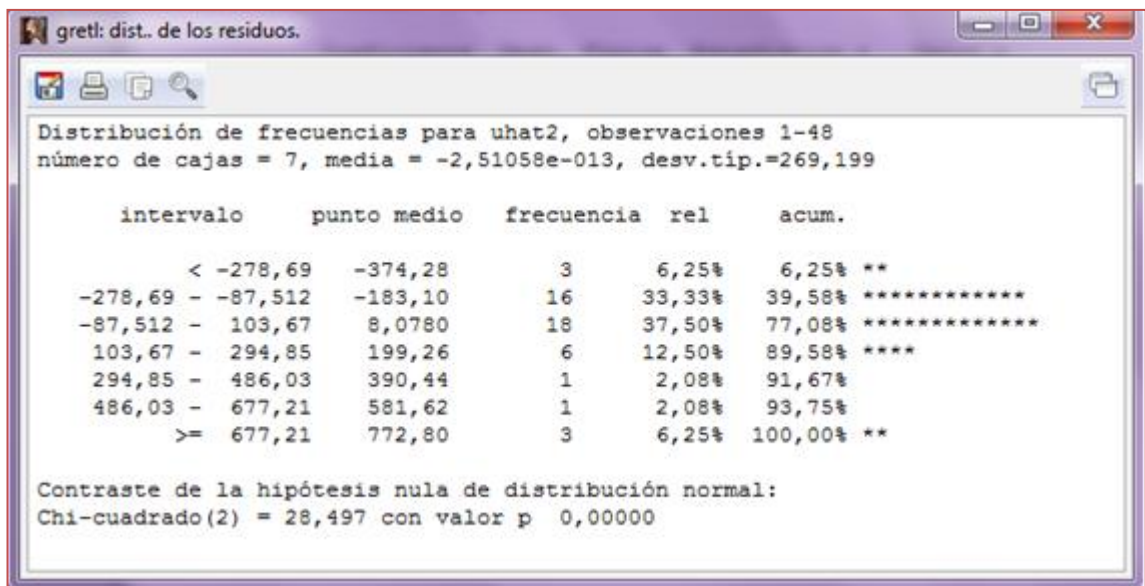 gretl: dist.. de los residuos.
Distribución de frecuencias para uhat2, observaciones 1-48
número de cajas = 7, media = -2,51058e-013, desv.típ.=269,199
intervalo punto medio frecuencia rel acum.
< -278,69 -374,28 3 6,25% 6,25% **
-278,69 - -87,512 -183,10 16 33,33% 39,58% ************
-87,512 - 103,67 8,0780 18 37,50% 77,08% *************
103,67 - 294,85 199,26 6 12,50% 89,58% ****
294,85 - 486,03 390,44 1 2,08% 91,67%
486,03 - 677,21 581,62 1 2,08% 93,75%
>= 677,21 772,80 3 6,25% 100,00% **
Contraste de la hipótesis nula de distribución normal:
Chi-cuadrado(2) = 28,497 con valor p 0,00000